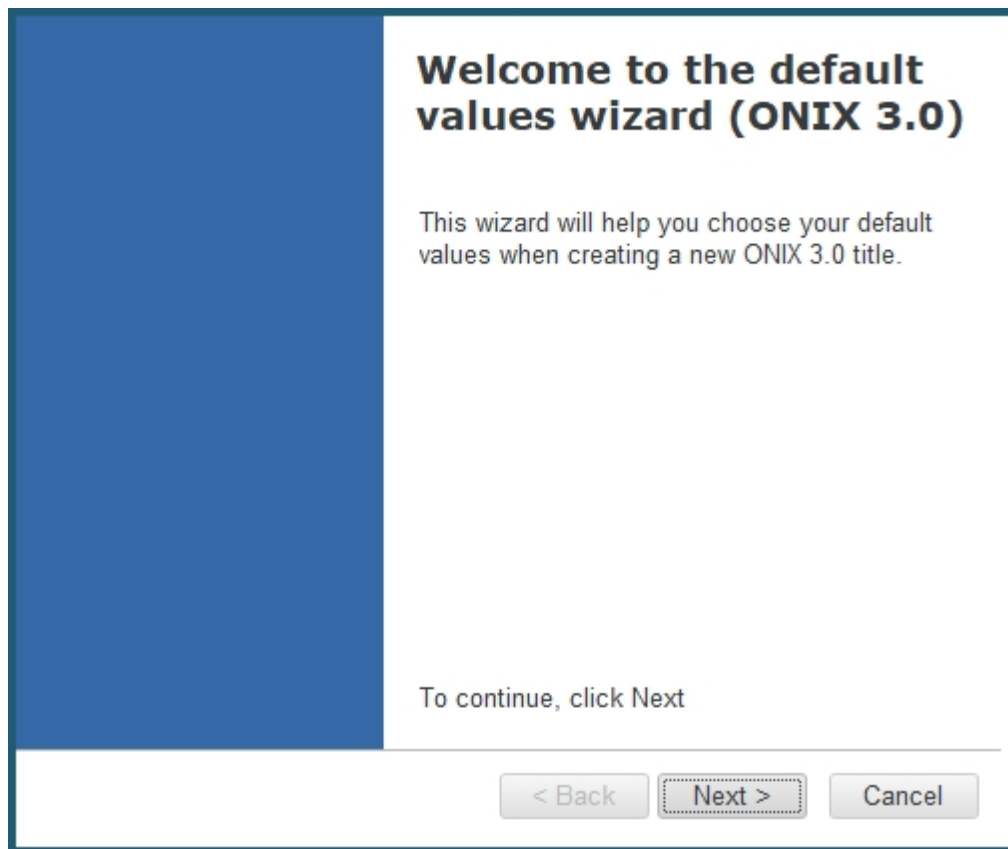 Welcome to the default
values wizard (ONIX 3.0)
This wizard will help you choose your default
values when creating a new ONIX 3.0 title.
To continue, click Next
< Back Next > Cancel